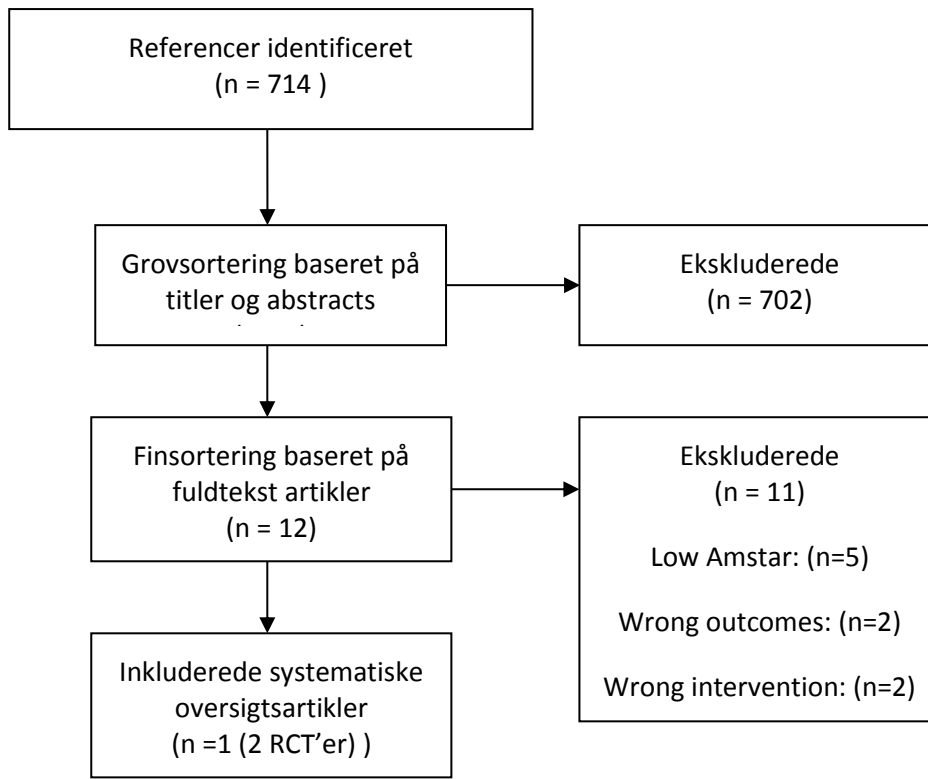 Referencer identificeret
(n = 714 )
Grovsortering baseret på
titler og abstracts
Ekskluderede
(n = 702)
Finsortering baseret på
fuldtekst artikler
(n = 12)
Ekskluderede
(n = 11)
Low Amstar: (n=5)
Wrong outcomes: (n=2)
Wrong intervention: (n=2)
Inkluderede systematiske
oversigtsartikler
(n =1 (2 RCT’er) )